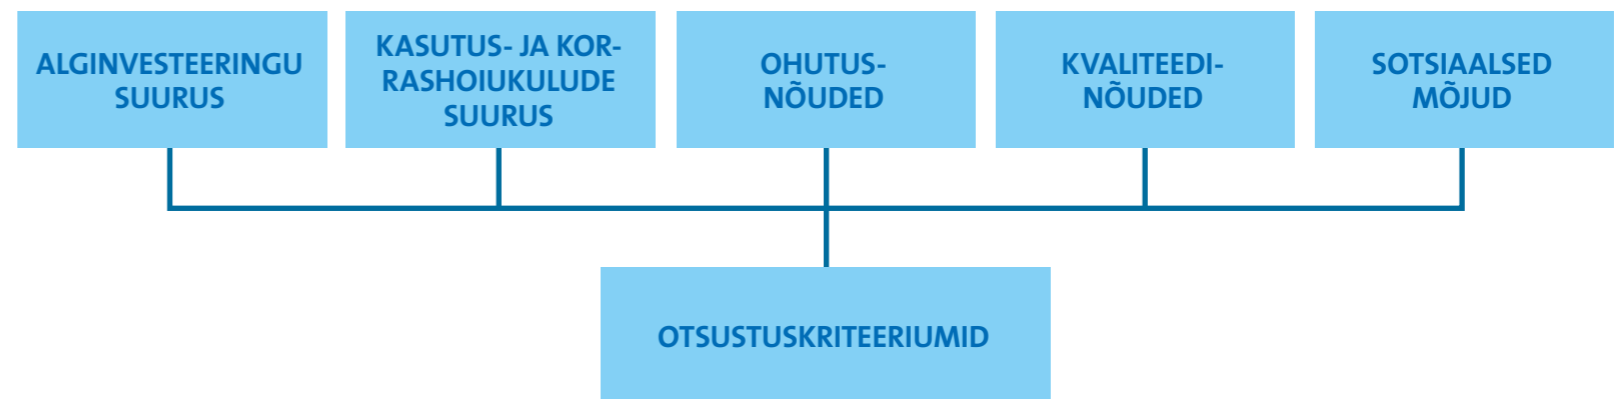 ALGINVESTEERINGU
SUURUS
KASUTUS- JA KOR-
RASHOIUKULUDE
SUURUS
OHUTUS-
NÕUDED
KVALITEEDI-
NÕUDED
SOTSIAALSED
MÕJUD
OTSUSTUSKRITEERIUMID